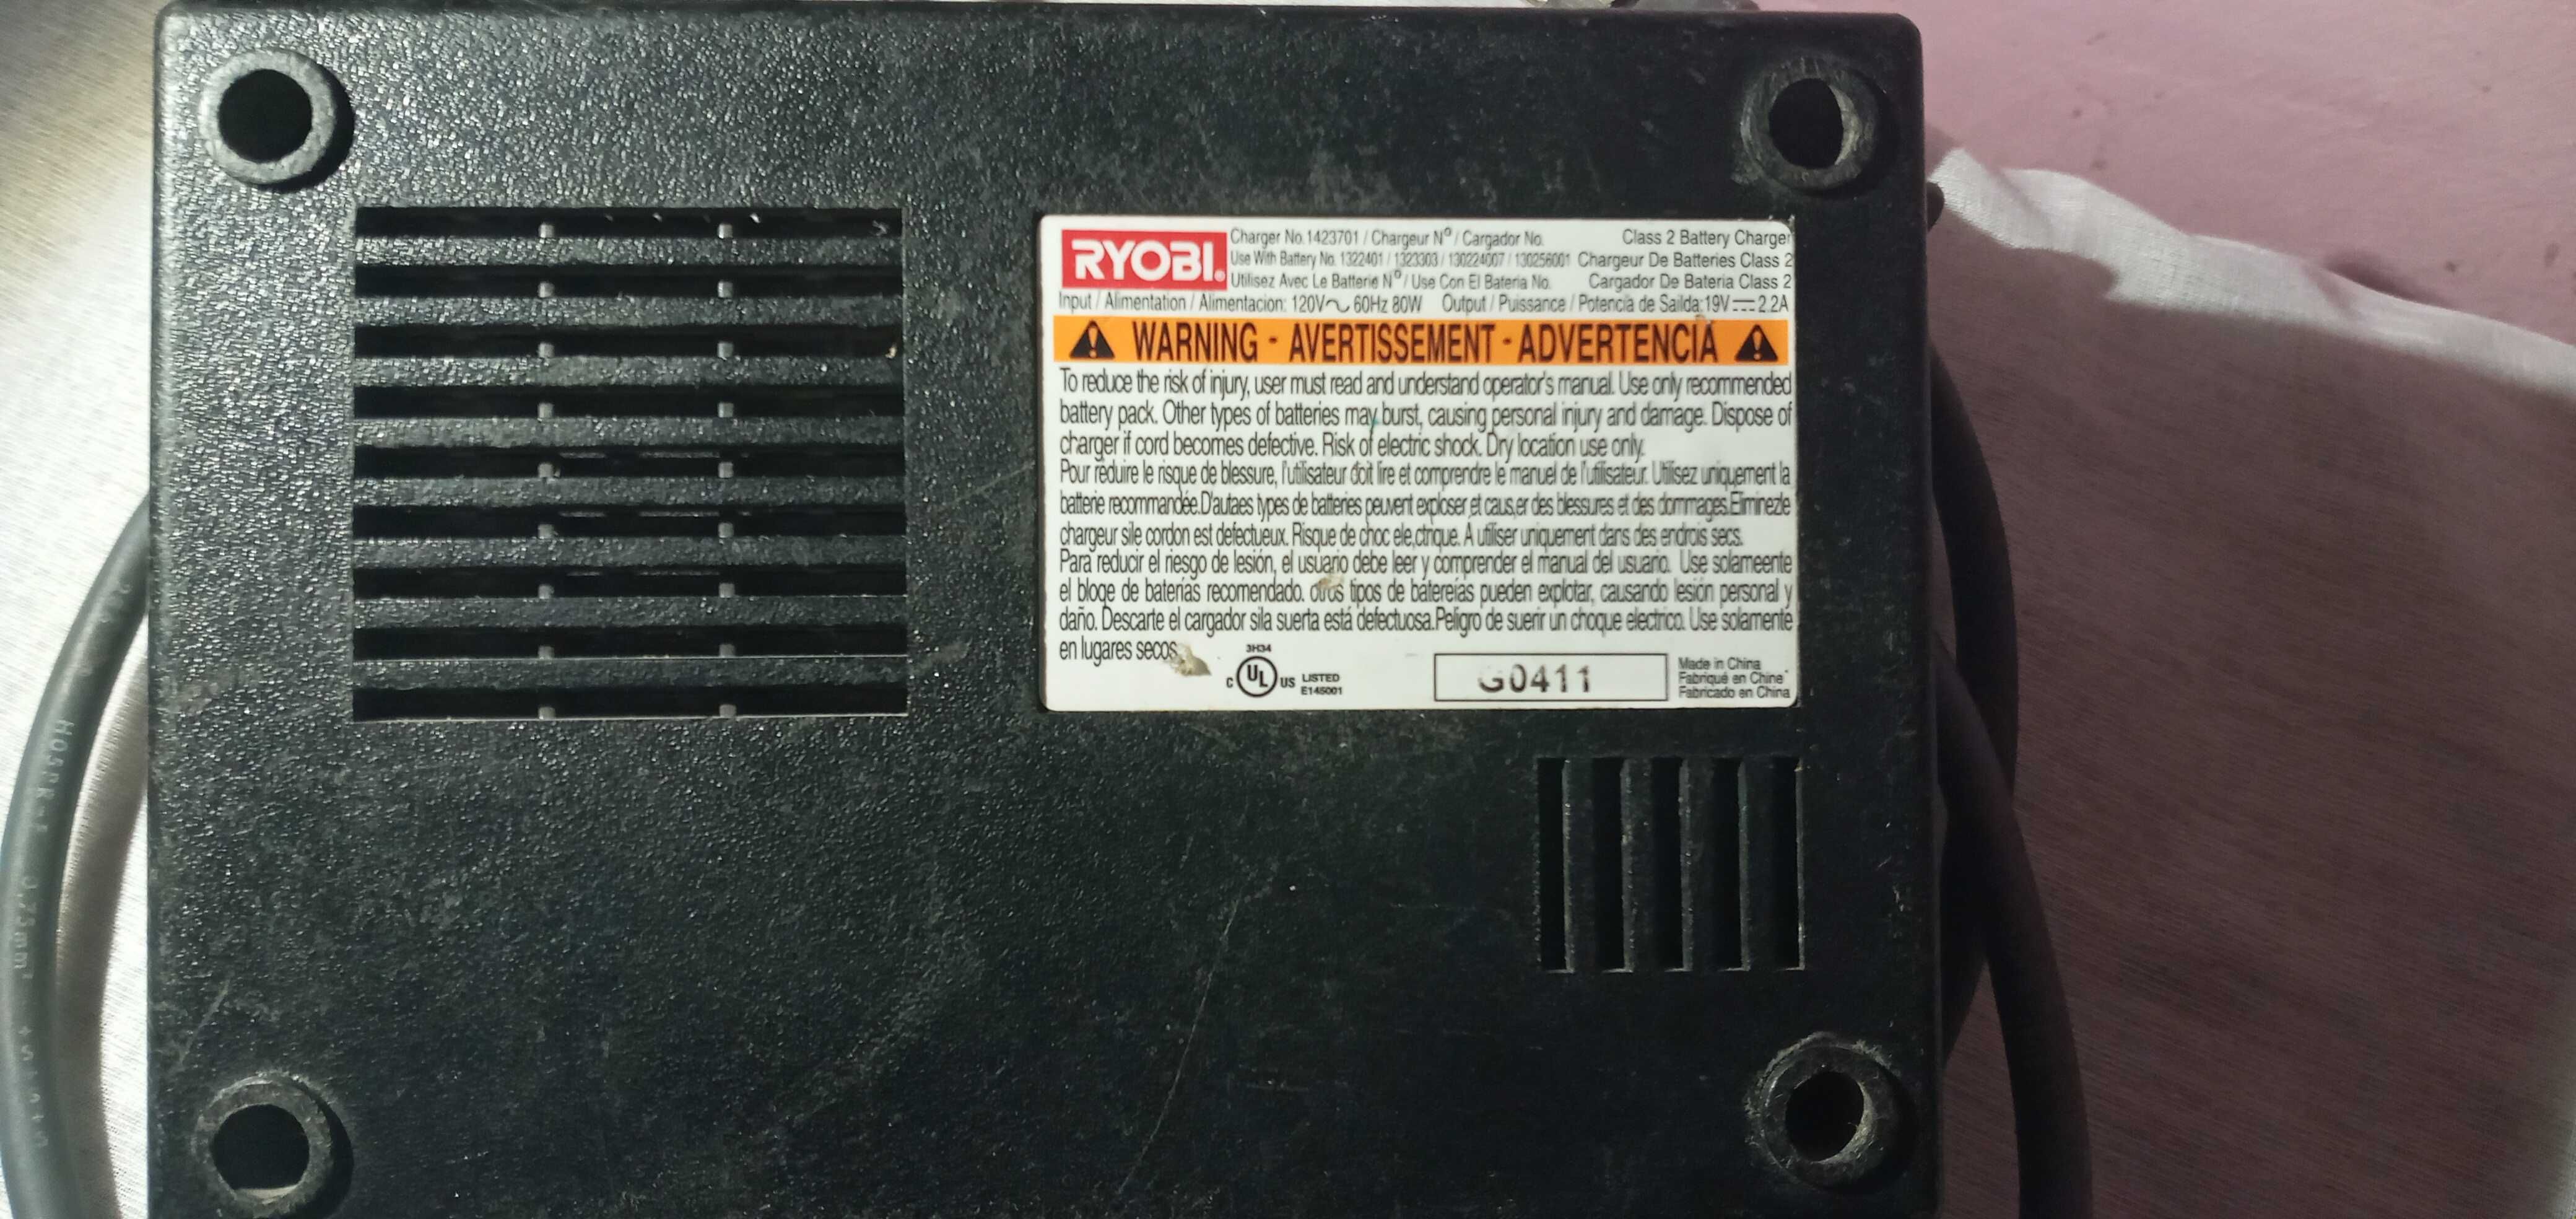 RYOBI.
Charger No.1423701 / Chargeur Nº / Cargador No.
Class 2 Battery Charger
Use With Battery No. 1322401 / 1323303 / 130224007 / 130256001
Chargeur De Batteries Class 2
Utilisez Avec Le Batterie Nº / Use Con El Bateria No.
Cargador De Bateria Class 2
Input / Alimentation / Alimentacion: 120V～ 60Hz 80W Output / Puissance / Potencia de Sailda:19V⎓2.2A
⚠ WARNING - AVERTISSEMENT - ADVERTENCIA ⚠
To reduce the risk of injury, user must read and understand operator's manual. Use only recommended
battery pack. Other types of batteries may burst, causing personal injury and damage. Dispose of
charger if cord becomes defective. Risk of electric shock. Dry location use only.
Pour réduire le risque de blessure, l'utilisateur doit lire et comprendre le manuel de l'utilisateur. Utilisez uniquement la
batterie recommandée.D'autaes types de batteries peuvent exploser et caus,er des blessures et des dommages.Eliminezle
chargeur sile cordon est defectueux. Risque de choc ele,ctrique. A utiliser uniquement dans des endrois secs.
Para reducir el riesgo de lesión, el usuario debe leer y comprender el manual del usuario. Use solameente
el bloqe de baterías recomendado. otros tipos de batereías pueden explotar, causando lesión personal y
daño. Descarte el cargador sila suerta está defectuosa.Peligro de suerir un choque electrico. Use solamente
en lugares secos.
3H34
C UL US LISTED
E145001
G0411
Made in China
Fabriqué en Chine
Fabricado en China
H05RR-F 0.75mm²